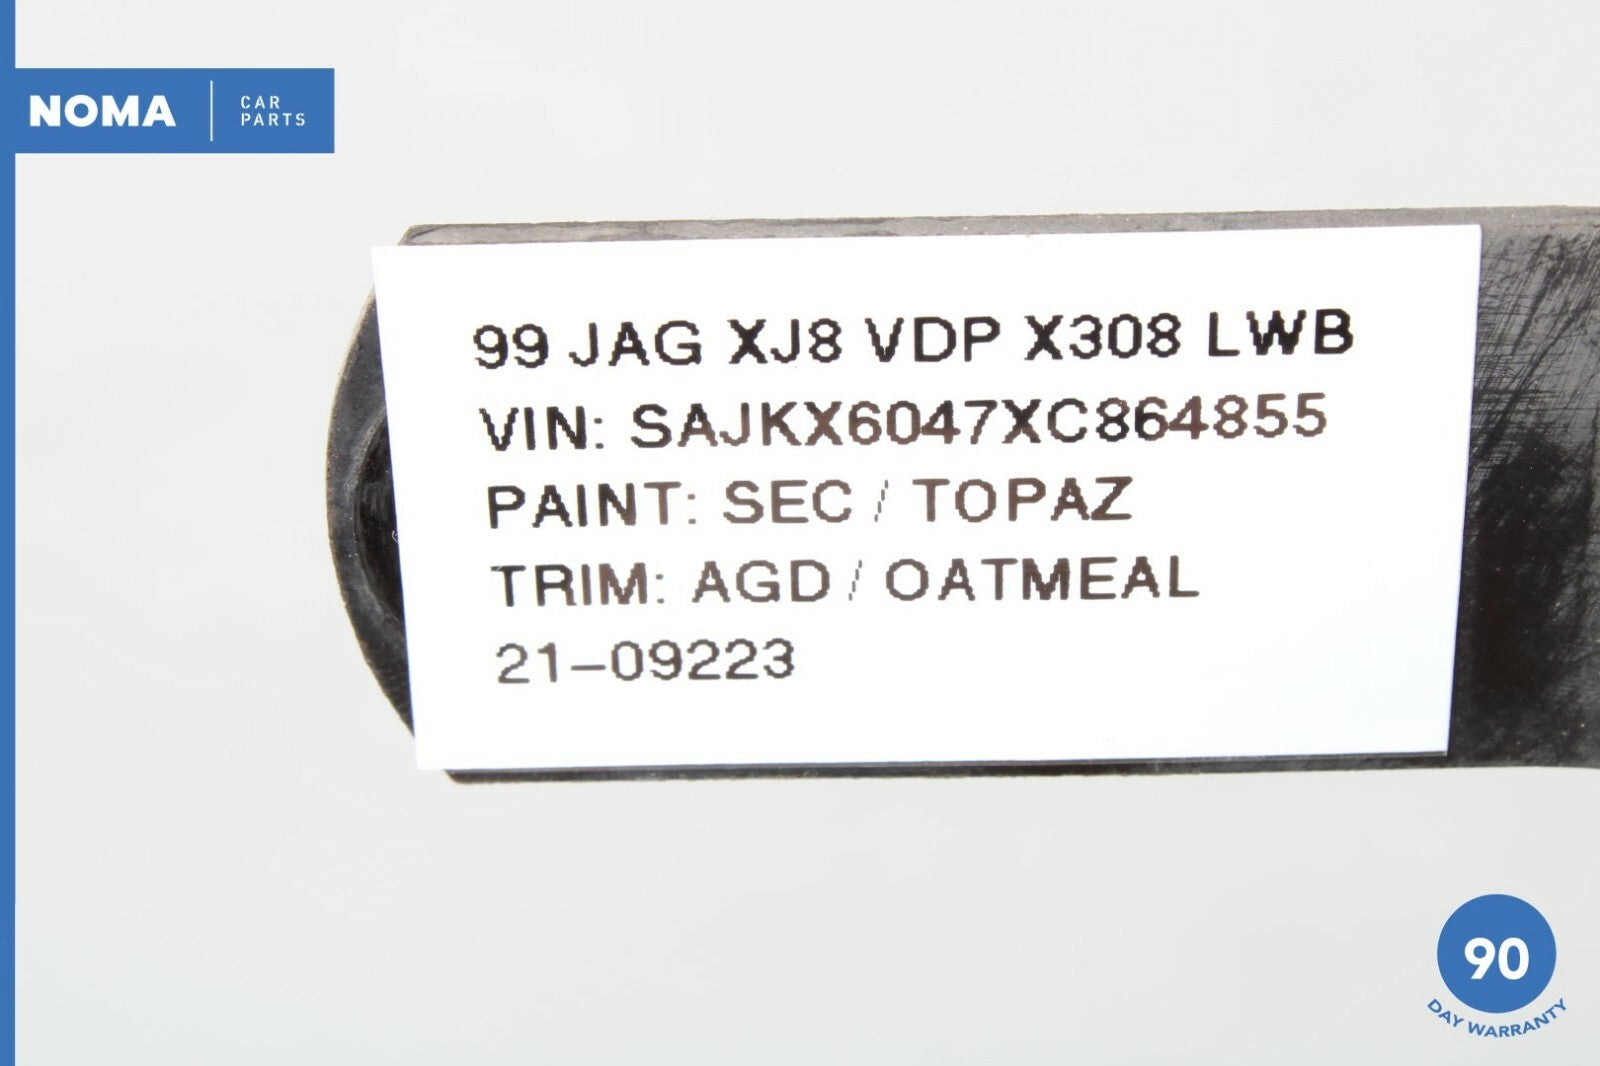 NOMA
CAR
PARTS
99 JAG XJ8 VDP X308 LWB
VIN: SAJKX6047XC864855
PAINT: SEC / TOPAZ
TRIM: AGD / OATMEAL
21-09223
90
DAY WARRANTY